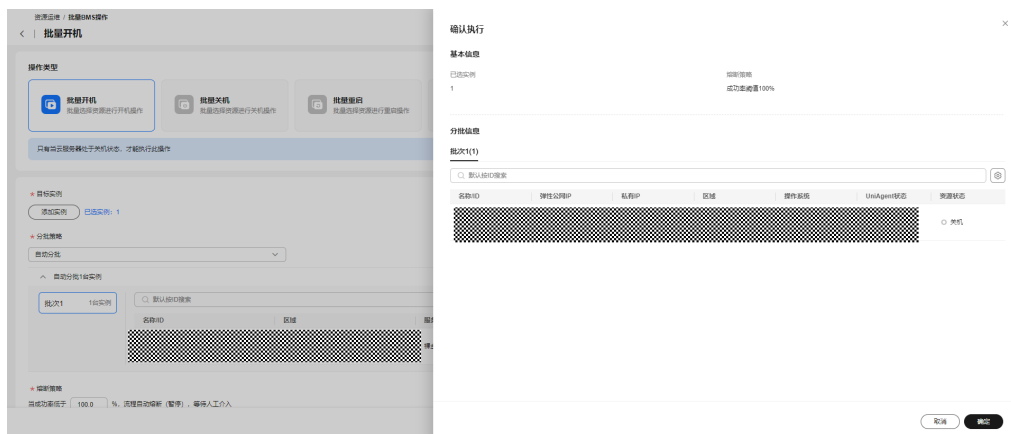 资源运维 / 批量BMS操作
批量开机
操作类型
批量开机
批量选择资源进行开机操作
批量关机
批量选择资源进行关机操作
批量重启
批量选择资源进行重启操作
只有当云服务器处于关机状态，才能执行此操作
* 目标实例
添加实例
已选实例：1
* 分批策略
自动分批
自动分批1台实例
批次1
1台实例
默认按ID搜索
名称/ID
区域
* 熔断策略
当成功率低于 100.0 %，流程自动熔断（暂停），等待人工介入
确认执行
基本信息
已选实例
1
熔断策略
成功率阈值100%
分批信息
批次1(1)
默认按ID搜索
名称/ID
弹性公网IP
私有IP
区域
操作系统
UniAgent状态
资源状态
关机
取消
确定